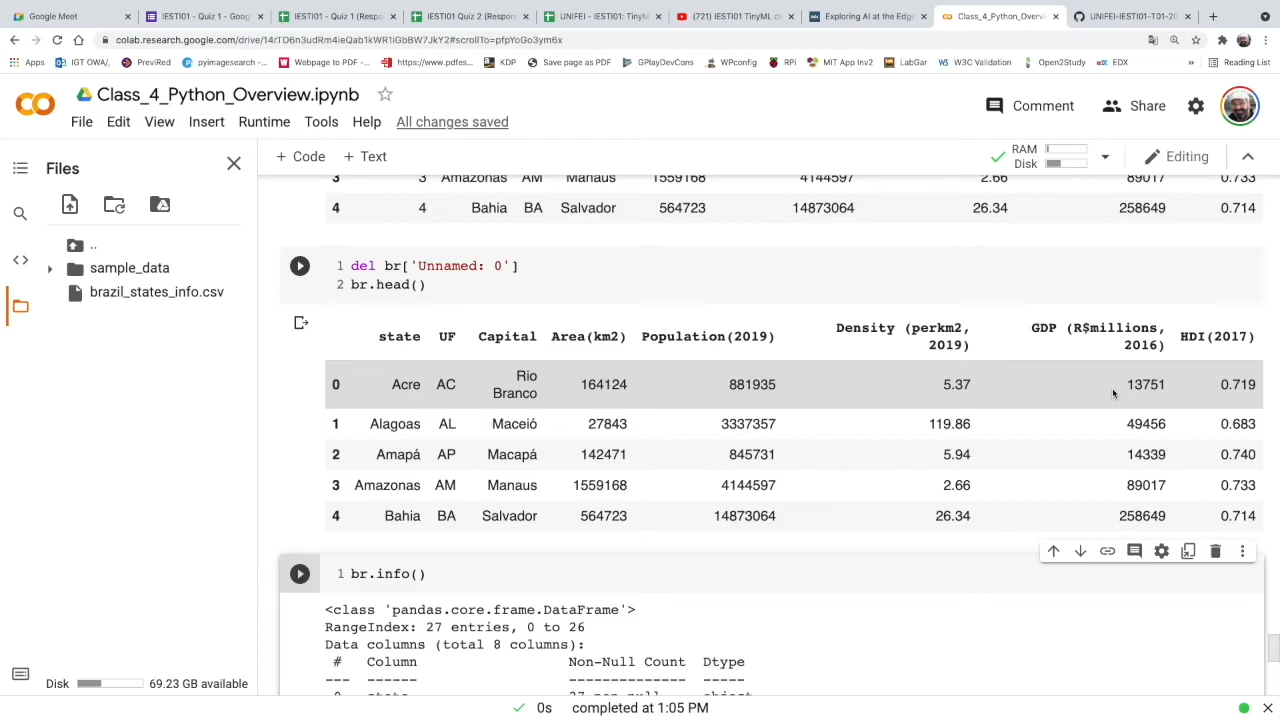 Google Meet
IESTI01 - Quiz 1 - Goog
IESTI01 - Quiz 1 (Respon
IESTI01 Quiz 2 (Respons
UNIFEI - IESTI01: TinyM
(721) IESTI01 TinyML cl
Exploring AI at the Edge
Class_4_Python_Overvie
UNIFEI-IESTI01-T01-20
colab.research.google.com/drive/14rTD6n3udRm4ieQab1kWR1iGbBW7JkY2#scrollTo=pfpYoGo3ym6x
Apps
IGT OWA/,
PreviRed
pyimagesearch -...
Webpage to PDF -...
https://www.pdfes...
KDP
Save page as PDF
GPlayDevCons
WPconfig
RPi
MIT App Inv2
LabGar
W3C Validation
Open2Study
EDX
»
Reading List
Class_4_Python_Overview.ipynb
File Edit View Insert Runtime Tools Help All changes saved
Comment Share
Files
+ Code + Text
RAM
Disk
Editing
..
sample_data
brazil_states_info.csv
3 3 Amazonas AM Manaus 1559168 4144597 2.66 89017 0.733
4 4 Bahia BA Salvador 564723 14873064 26.34 258649 0.714
1 del br['Unnamed: 0']
2 br.head()
state UF Capital Area(km2) Population(2019) Density (perkm2, 2019) GDP (R$millions, 2016) HDI(2017)
0 Acre AC Rio Branco 164124 881935 5.37 13751 0.719
1 Alagoas AL Maceió 27843 3337357 119.86 49456 0.683
2 Amapá AP Macapá 142471 845731 5.94 14339 0.740
3 Amazonas AM Manaus 1559168 4144597 2.66 89017 0.733
4 Bahia BA Salvador 564723 14873064 26.34 258649 0.714
1 br.info()
<class 'pandas.core.frame.DataFrame'>
RangeIndex: 27 entries, 0 to 26
Data columns (total 8 columns):
# Column Non-Null Count Dtype
--- ------ -------------- -----
Disk 69.23 GB available
0s completed at 1:05 PM